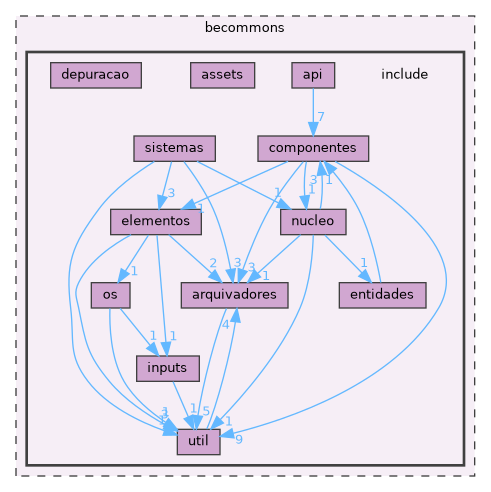 becommons
depuracao
assets
api
include
7
sistemas
componentes
3
1
1
3
1
1
elementos
nucleo
1
2
3
3
1
1
os
arquivadores
entidades
1
1
4
inputs
1
5
1
9
util